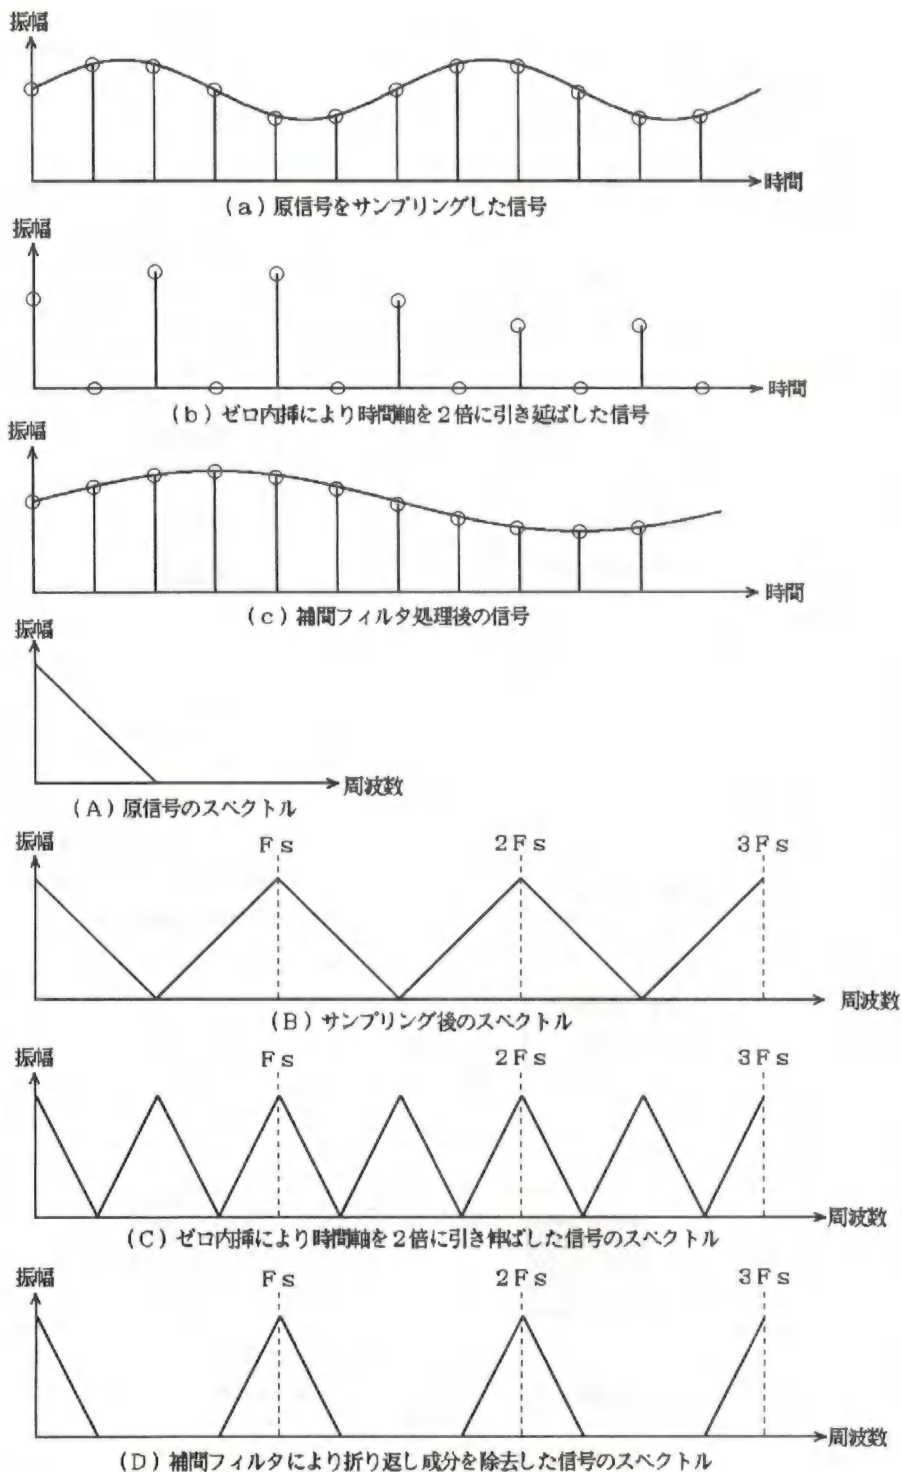 振幅
時間
(a)原信号をサンプリングした信号
振幅
時間
(b)ゼロ内挿により時間軸を2倍に引き延ばした信号
振幅
時間
(c)補間フィルタ処理後の信号
振幅
周波数
(A)原信号のスペクトル
振幅
Fs 2Fs 3Fs
周波数
(B)サンプリング後のスペクトル
振幅
Fs 2Fs 3Fs
周波数
(C)ゼロ内挿により時間軸を2倍に引き伸ばした信号のスペクトル
振幅
Fs 2Fs 3Fs
周波数
(D)補間フィルタにより折り返し成分を除去した信号のスペクトル